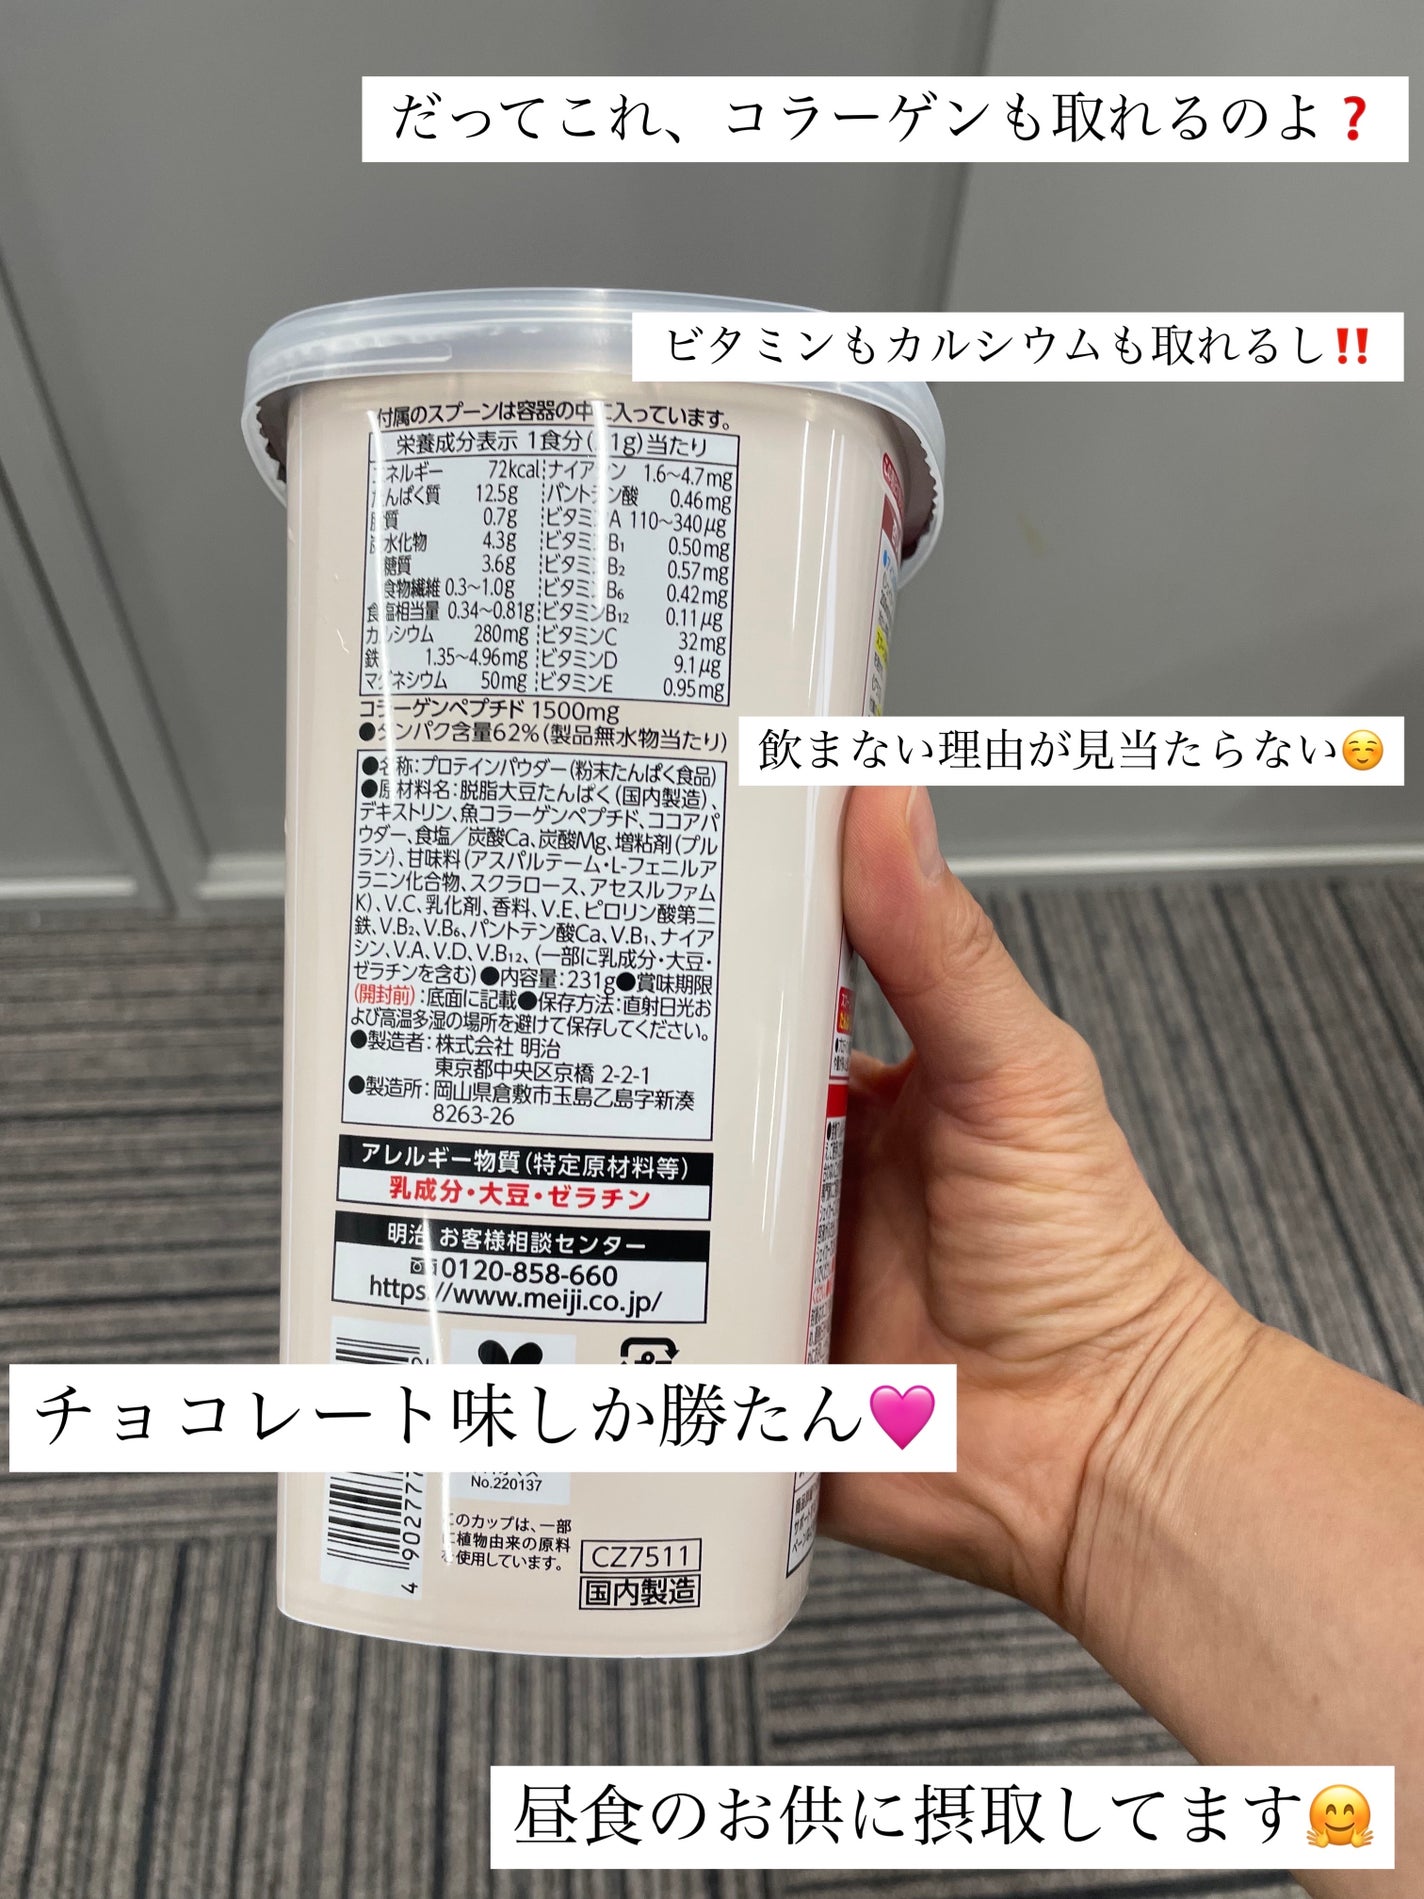 だってこれ、コラーゲンも取れるのよ❓
ビタミンもカルシウムも取れるし‼️
付属のスプーンは容器の中に入っています。
栄養成分表示 1食分( 1g)当たり
エネルギー 72kcal
たんぱく質 12.5g
脂質 0.7g
炭水化物 4.3g
糖質 3.6g
食物繊維 0.3~1.0g
食塩相当量 0.34~0.81g
カルシウム 280mg
鉄 1.35~4.96mg
マグネシウム 50mg
ナイアシン 1.6~4.7mg
パントテン酸 0.46mg
ビタミンA 110~340μg
ビタミンB₁ 0.50mg
ビタミンB₂ 0.57mg
ビタミンB₆ 0.42mg
ビタミンB₁₂ 0.11μg
ビタミンC 32mg
ビタミンD 9.1μg
ビタミンE 0.95mg
コラーゲンペプチド 1500mg
●タンパク含量62%(製品無水物当たり)
飲まない理由が見当たらない☺️
●名称:プロテインパウダー(粉末たんぱく食品)
●原材料名:脱脂大豆たんぱく(国内製造)、
デキストリン、魚コラーゲンペプチド、ココアパ
ウダー、食塩/炭酸Ca、炭酸Mg、増粘剤(プル
ラン)、甘味料(アスパルテーム・L-フェニルア
ラニン化合物、スクラロース、アセスルファム
K)、V.C、乳化剤、香料、V.E、ピロリン酸第二
鉄、V.B₂、V.B₆、パントテン酸Ca、V.B₁、ナイア
シン、V.A、V.D、V.B₁₂、(一部に乳成分・大豆・
ゼラチンを含む)●内容量:231g●賞味期限
(開封前):底面に記載●保存方法:直射日光お
よび高温多湿の場所を避けて保存してください。
●製造者:株式会社 明治
東京都中央区京橋 2-2-1
●製造所:岡山県倉敷市玉島乙島字新湊
8263-26
アレルギー物質(特定原材料等)
乳成分・大豆・ゼラチン
明治 お客様相談センター
0120-858-660
https://www.meiji.co.jp/
チョコレート味しか勝たん🩷
No.220137
4 902777
このカップは、一部
に植物由来の原料
を使用しています。
CZ7511
国内製造
昼食のお供に摂取してます🤗